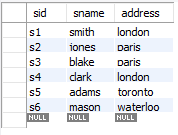 sid sname address
s1 smith london
s2 jones paris
s3 blake paris
s4 clark london
s5 adams toronto
s6 mason waterloo
NULL NULL NULL